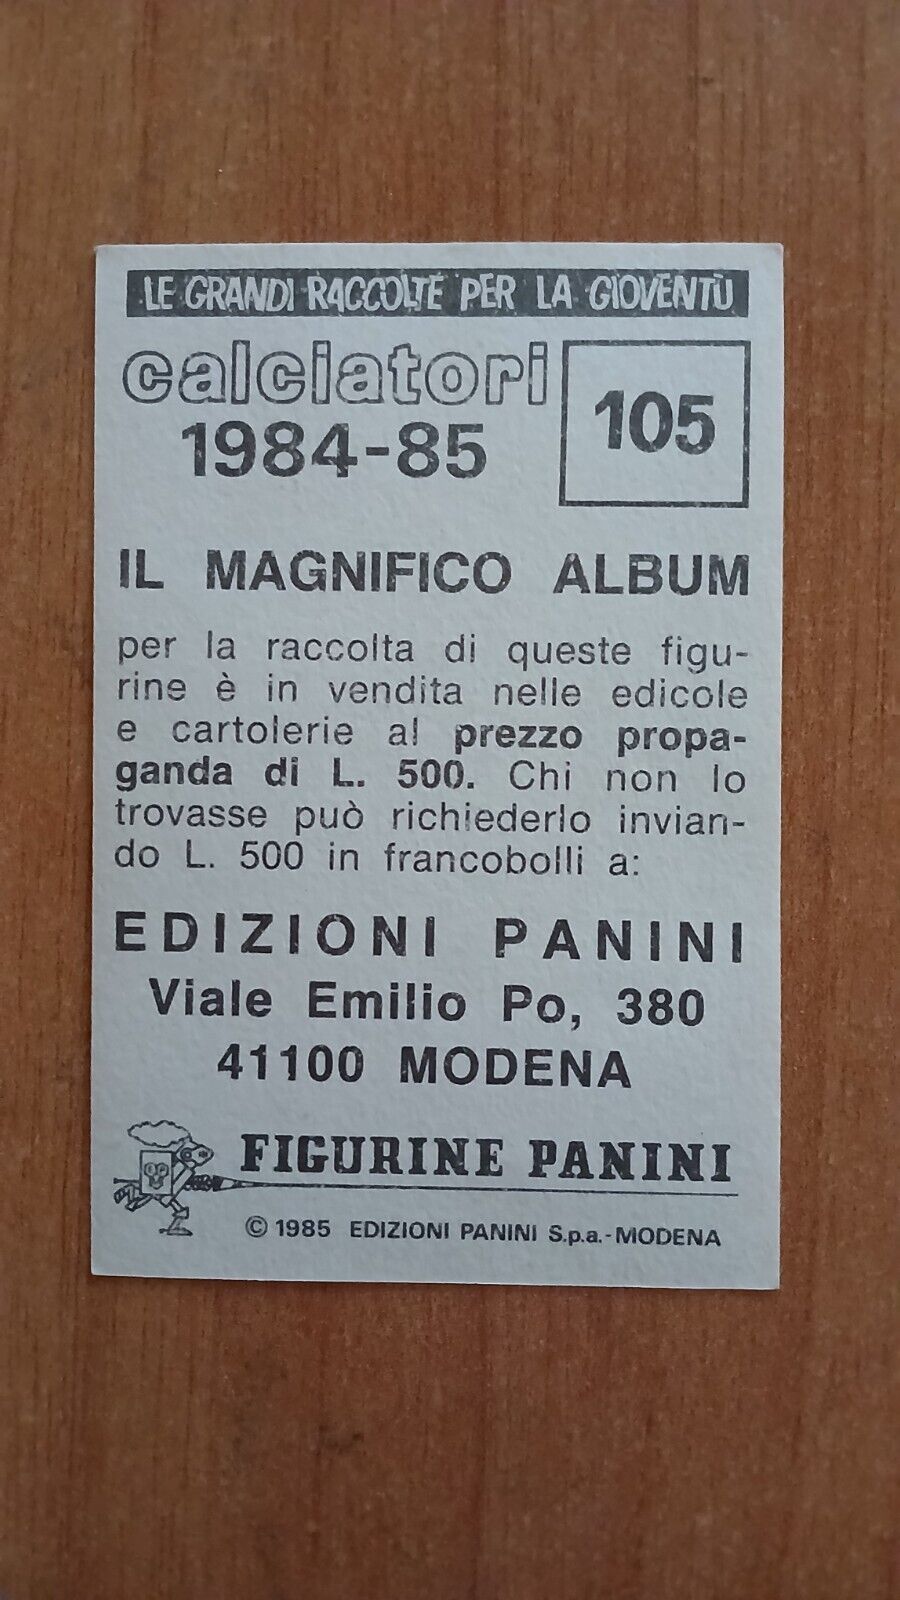 LE GRANDI RACCOLTE PER LA GIOVENTÙ
calciatori
1984-85
105
IL MAGNIFICO ALBUM
per la raccolta di queste figu-
rine è in vendita nelle edicole
e cartolerie al prezzo propa-
ganda di L. 500. Chi non lo
trovasse può richiederlo invian-
do L. 500 in francobolli a:
EDIZIONI PANINI
Viale Emilio Po, 380
41100 MODENA
FIGURINE PANINI
© 1985 EDIZIONI PANINI S.p.a.-MODENA